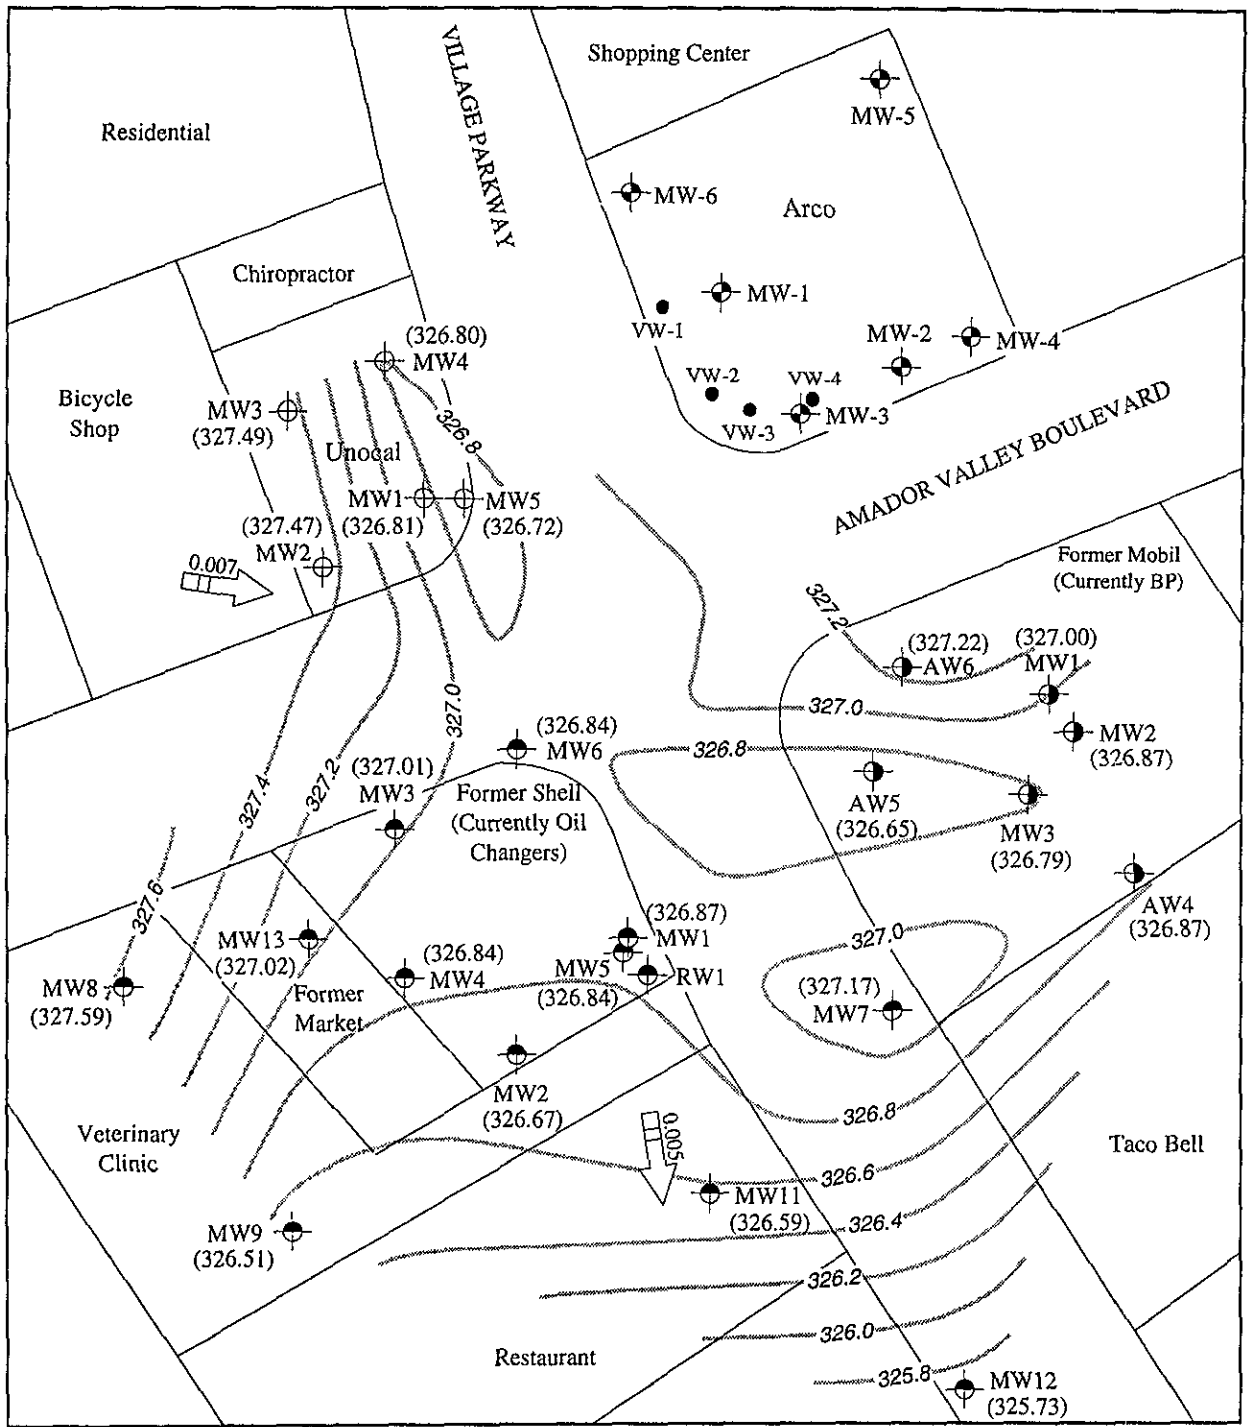 Shopping Center
VILLAGE PARKWAY
MW-5
Residential
MW-6
Arco
Chiropractor
MW-1
VW-1
(326.80)
MW4
MW-2
MW-4
Bicycle
Shop
MW3
(327.49)
326.8
VW-2
VW-4
VW-3
MW-3
AMADOR VALLEY BOULEVARD
Unocal
MW1
(326.81)
MW5
(326.72)
(327.47)
MW2
0.007
Former Mobil
(Currently BP)
327.2
(327.22)
AW6
(327.00)
MW1
327.0
327.0
(326.84)
MW6
326.8
MW2
(326.87)
327.4
327.2
(327.01)
MW3
Former Shell
(Currently Oil
Changers)
AW5
(326.65)
MW3
(326.79)
327.6
AW4
(326.87)
MW13
(327.02)
(326.84)
MW4
(326.87)
MW1
MW5
(326.84)
RW1
327.0
MW8
(327.59)
Former
Market
(327.17)
MW7
MW2
(326.67)
326.8
Veterinary
Clinic
0.005
Taco Bell
326.6
MW11
(326.59)
326.4
MW9
(326.51)
326.2
326.0
Restaurant
325.8
MW12
(325.73)